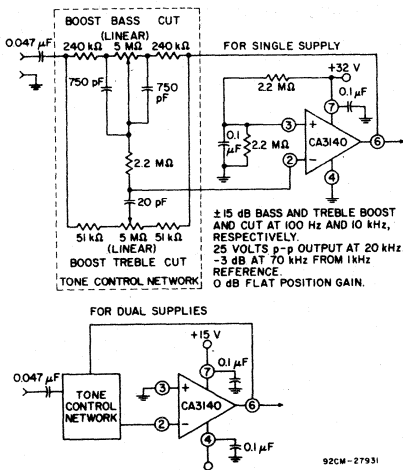 BOOST BASS CUT
(LINEAR)
0.047 µF
240 kΩ
5 MΩ
240 kΩ
FOR SINGLE SUPPLY
750 pF
750
pF
+32 V
2.2 MΩ
0.1
µF
7
0.1
µF
2.2 MΩ
3
+
CA3140
6
2
-
4
2.2
MΩ
20 pF
51 kΩ
5 MΩ
51 kΩ
(LINEAR)
BOOST TREBLE CUT
TONE CONTROL NETWORK
±15 dB BASS AND TREBLE BOOST
AND CUT AT 100 Hz AND 10 kHz,
RESPECTIVELY.
25 VOLTS p-p OUTPUT AT 20 kHz
-3 dB AT 70 kHz FROM 1kHz
REFERENCE.
0 dB FLAT POSITION GAIN.
FOR DUAL SUPPLIES
+15 V
0.1 µF
7
0.047 µF
TONE
CONTROL
NETWORK
3
+
CA3140
6
2
-
4
0.1 µF
92CM-27931